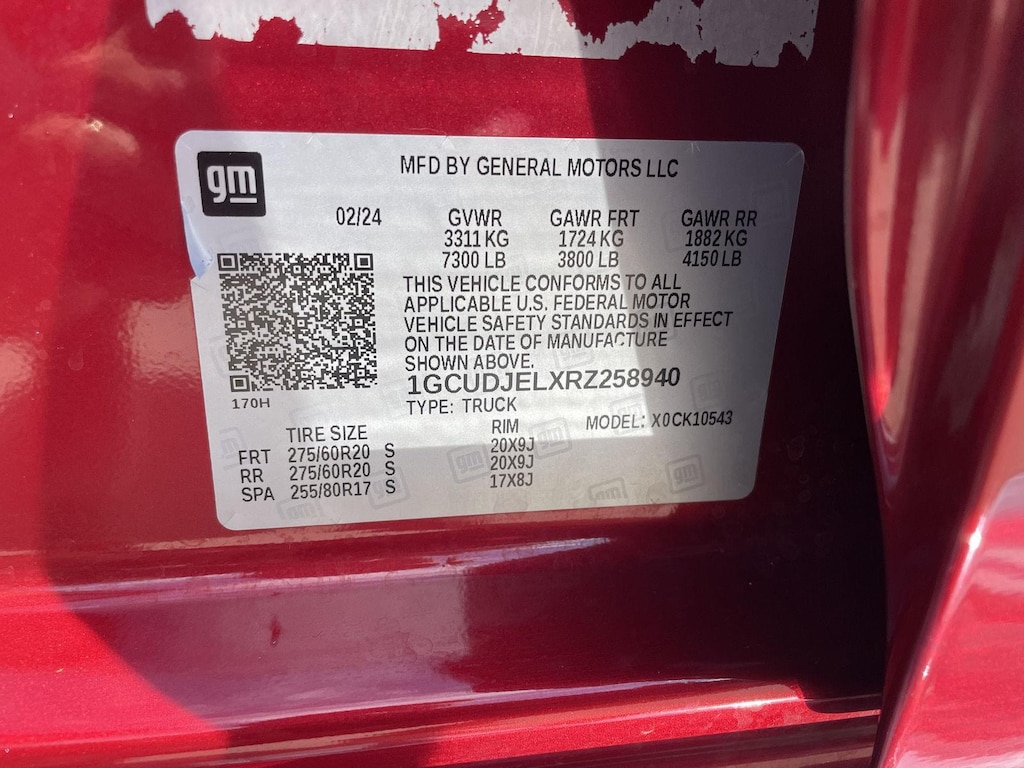 gm
MFD BY GENERAL MOTORS LLC
02/24 GVWR GAWR FRT GAWR RR
3311 KG 1724 KG 1882 KG
7300 LB 3800 LB 4150 LB
THIS VEHICLE CONFORMS TO ALL
APPLICABLE U.S. FEDERAL MOTOR
VEHICLE SAFETY STANDARDS IN EFFECT
ON THE DATE OF MANUFACTURE
SHOWN ABOVE.
1GCUDJELXRZ258940
170H
TYPE: TRUCK
MODEL: X0CK10543
TIRE SIZE RIM
FRT 275/60R20 S 20X9J
RR 275/60R20 S 20X9J
SPA 255/80R17 S 17X8J